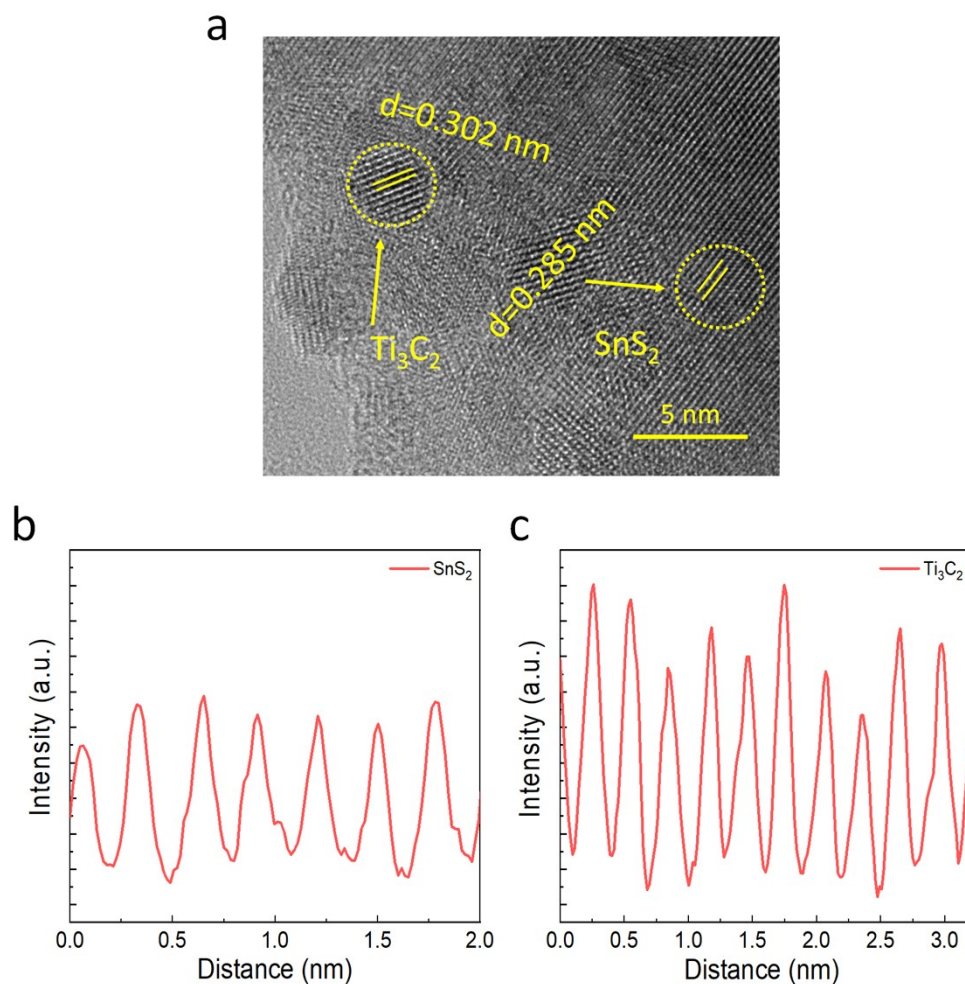 a
d=0.302 nm
d=0.285 nm
Ti₃C₂
SnS₂
5 nm
b
SnS₂
Intensity (a.u.)
0.0 0.5 1.0 1.5 2.0
Distance (nm)
c
Ti₃C₂
Intensity (a.u.)
0.0 0.5 1.0 1.5 2.0 2.5 3.0
Distance (nm)